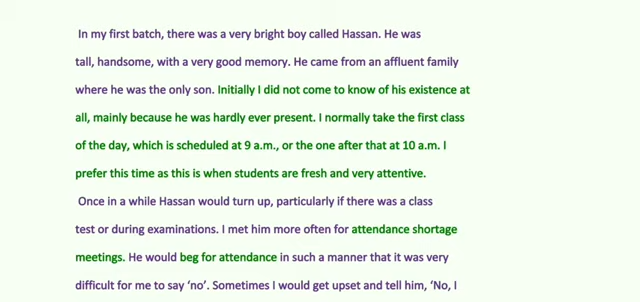 In my first batch, there was a very bright boy called Hassan. He was
tall, handsome, with a very good memory. He came from an affluent family
where he was the only son. Initially I did not come to know of his existence at
all, mainly because he was hardly ever present. I normally take the first class
of the day, which is scheduled at 9 a.m., or the one after that at 10 a.m. I
prefer this time as this is when students are fresh and very attentive.
Once in a while Hassan would turn up, particularly if there was a class
test or during examinations. I met him more often for attendance shortage
meetings. He would beg for attendance in such a manner that it was very
difficult for me to say ‘no’. Sometimes I would get upset and tell him, ‘No, I